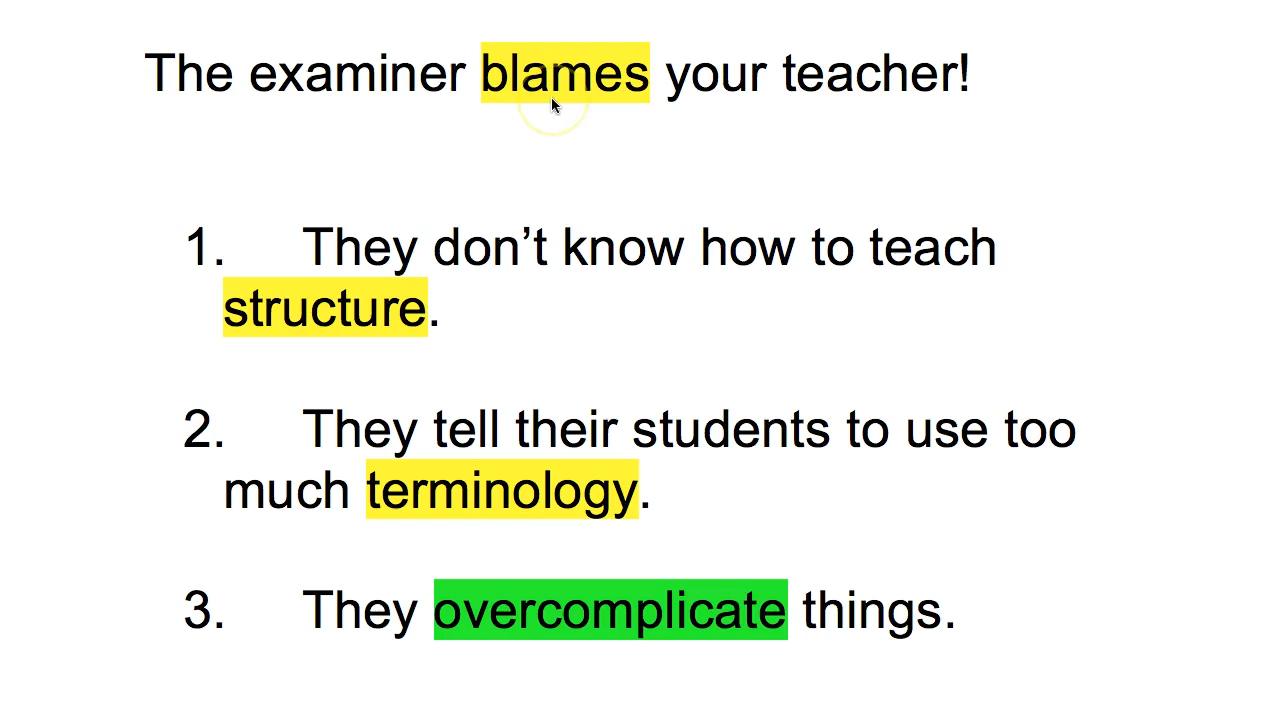 The examiner blames your teacher!
1. They don’t know how to teach
structure.
2. They tell their students to use too
much terminology.
3. They overcomplicate things.